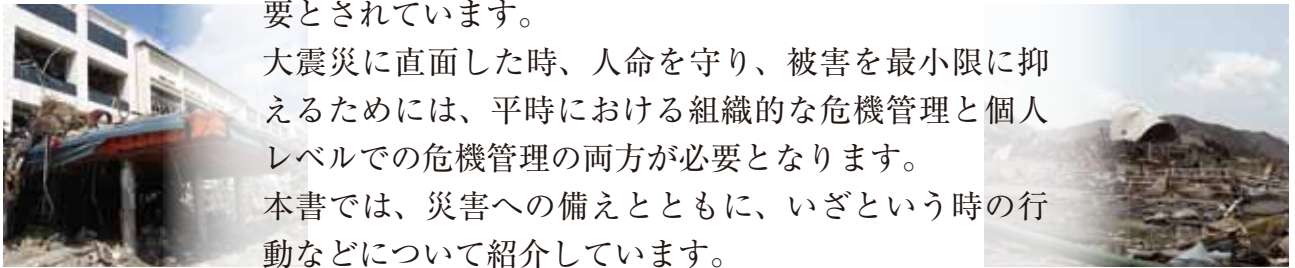 要とされています。
大震災に直面した時、人命を守り、被害を最小限に抑
えるためには、平時における組織的な危機管理と個人
レベルでの危機管理の両方が必要となります。
本書では、災害への備えとともに、いざという時の行
動などについて紹介しています。